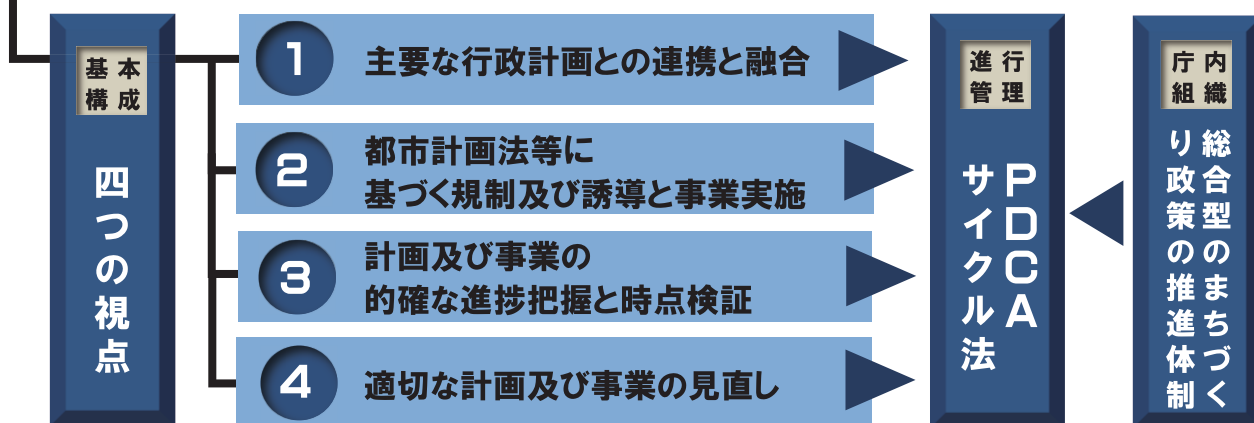 基本
構成
四つの視点
1
主要な行政計画との連携と融合
2
都市計画法等に
基づく規制及び誘導と事業実施
3
計画及び事業の
的確な進捗把握と時点検証
4
適切な計画及び事業の見直し
進行
管理
PDCA
サイクル法
庁内
組織
総合型のまちづく
り政策の推進体制